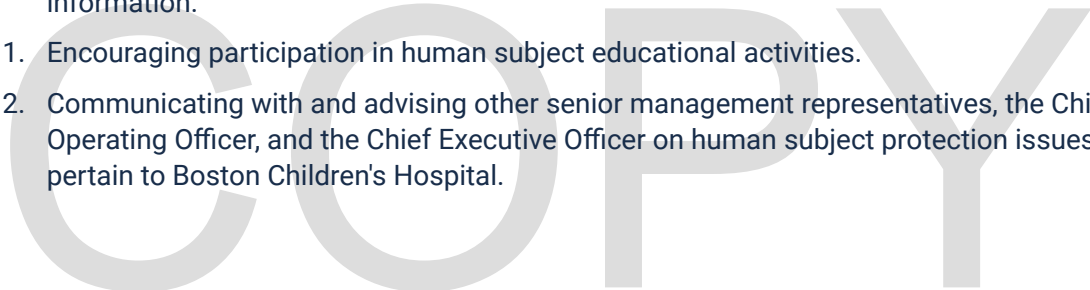 information.
1. Encouraging participation in human subject educational activities.
2. Communicating with and advising other senior management representatives, the Chi
Operating Officer, and the Chief Executive Officer on human subject protection issues
pertain to Boston Children's Hospital.
COPY